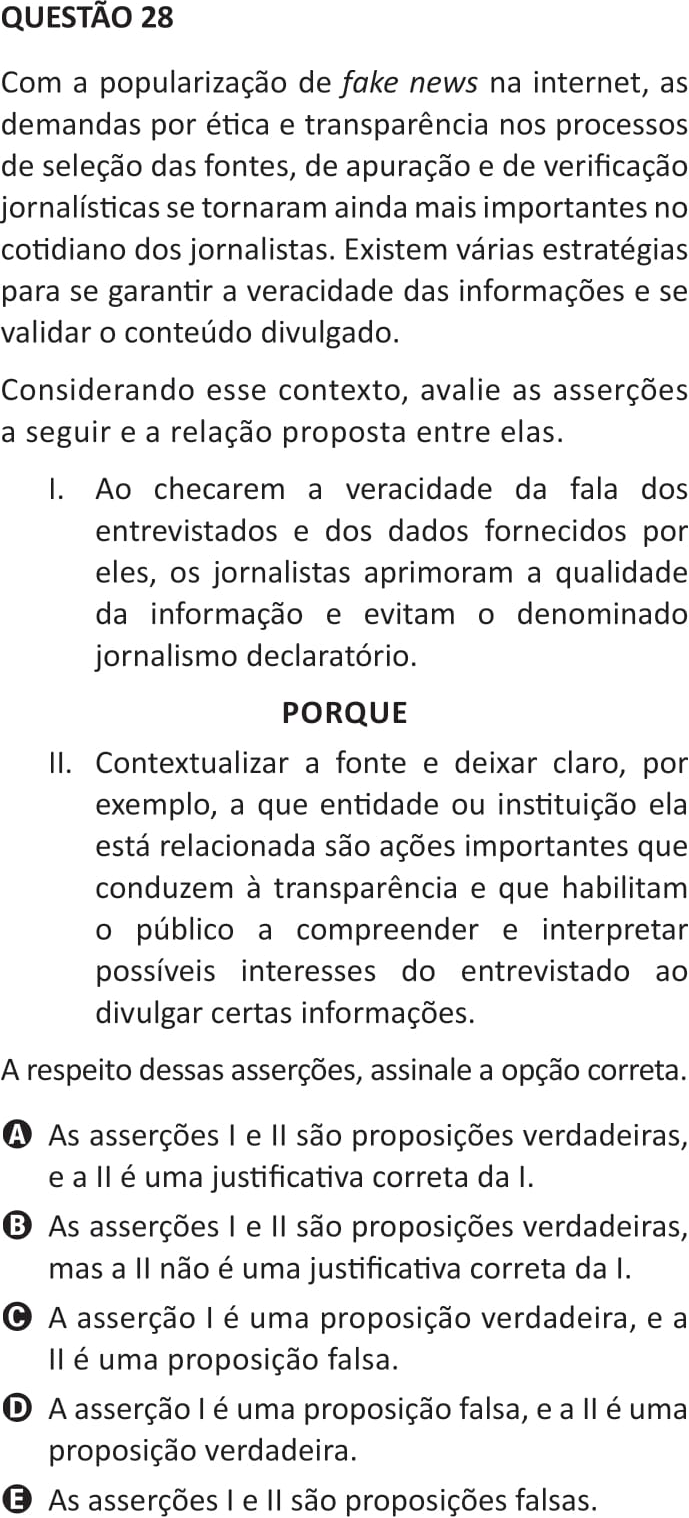 QUESTÃO 28
Com a popularização de fake news na internet, as
demandas por ética e transparência nos processos
de seleção das fontes, de apuração e de verificação
jornalísticas se tornaram ainda mais importantes no
cotidiano dos jornalistas. Existem várias estratégias
para se garantir a veracidade das informações e se
validar o conteúdo divulgado.
Considerando esse contexto, avalie as asserções
a seguir e a relação proposta entre elas.
I. Ao checarem a veracidade da fala dos
entrevistados e dos dados fornecidos por
eles, os jornalistas aprimoram a qualidade
da informação e evitam o denominado
jornalismo declaratório.
PORQUE
II. Contextualizar a fonte e deixar claro, por
exemplo, a que entidade ou instituição ela
está relacionada são ações importantes que
conduzem à transparência e que habilitam
o público a compreender e interpretar
possíveis interesses do entrevistado ao
divulgar certas informações.
A respeito dessas asserções, assinale a opção correta.
A As asserções I e II são proposições verdadeiras,
e a II é uma justificativa correta da I.
B As asserções I e II são proposições verdadeiras,
mas a II não é uma justificativa correta da I.
C A asserção I é uma proposição verdadeira, e a
II é uma proposição falsa.
D A asserção I é uma proposição falsa, e a II é uma
proposição verdadeira.
E As asserções I e II são proposições falsas.